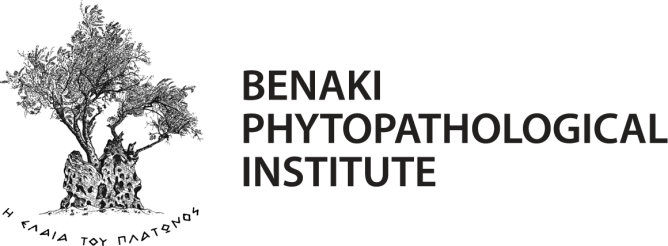 BENAKI
PHYTOPATHOLOGICAL
INSTITUTE
Η ΕΛΑΙΑ ΤΟΥ ΠΛΑΤΩΝΟΣ